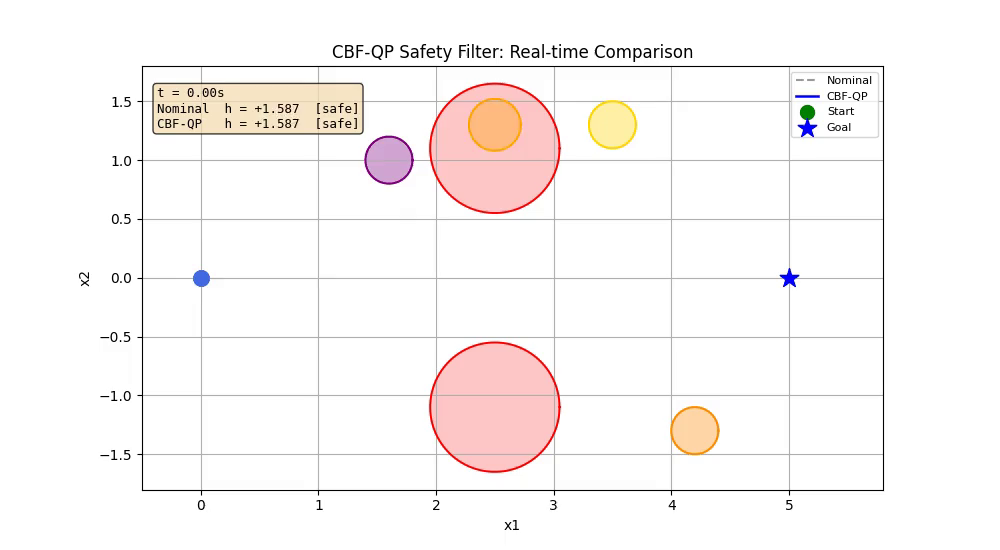 CBF-QP Safety Filter: Real-time Comparison
t = 0.00s
Nominal h = +1.587 [safe]
CBF-QP h = +1.587 [safe]
Nominal
CBF-QP
Start
Goal
x2
1.5
1.0
0.5
0.0
−0.5
−1.0
−1.5
0 1 2 3 4 5
x1